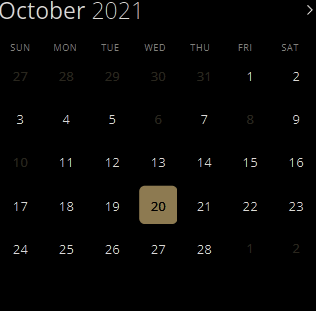 October 2021
SUN MON TUE WED THU FRI SAT
27 28 29 30 31 1 2
3 4 5 6 7 8 9
10 11 12 13 14 15 16
17 18 19 20 21 22 23
24 25 26 27 28 1 2